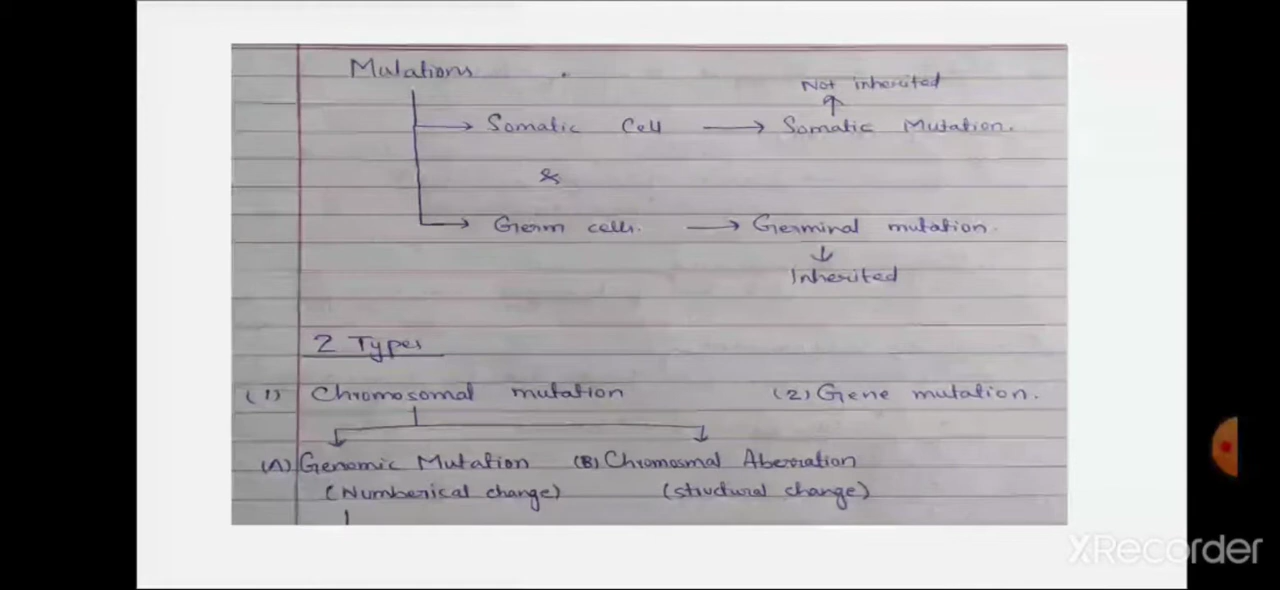 Mutations
Not inherited
Somatic Cell → Somatic Mutation.
&
Germ cells. → Germinal mutation.
Inherited
2 Types
(1) Chromosomal mutation (2) Gene mutation.
(A) Genomic Mutation (B) Chromosmal Aberration
(Numberical change) (structural change)
XRecorder